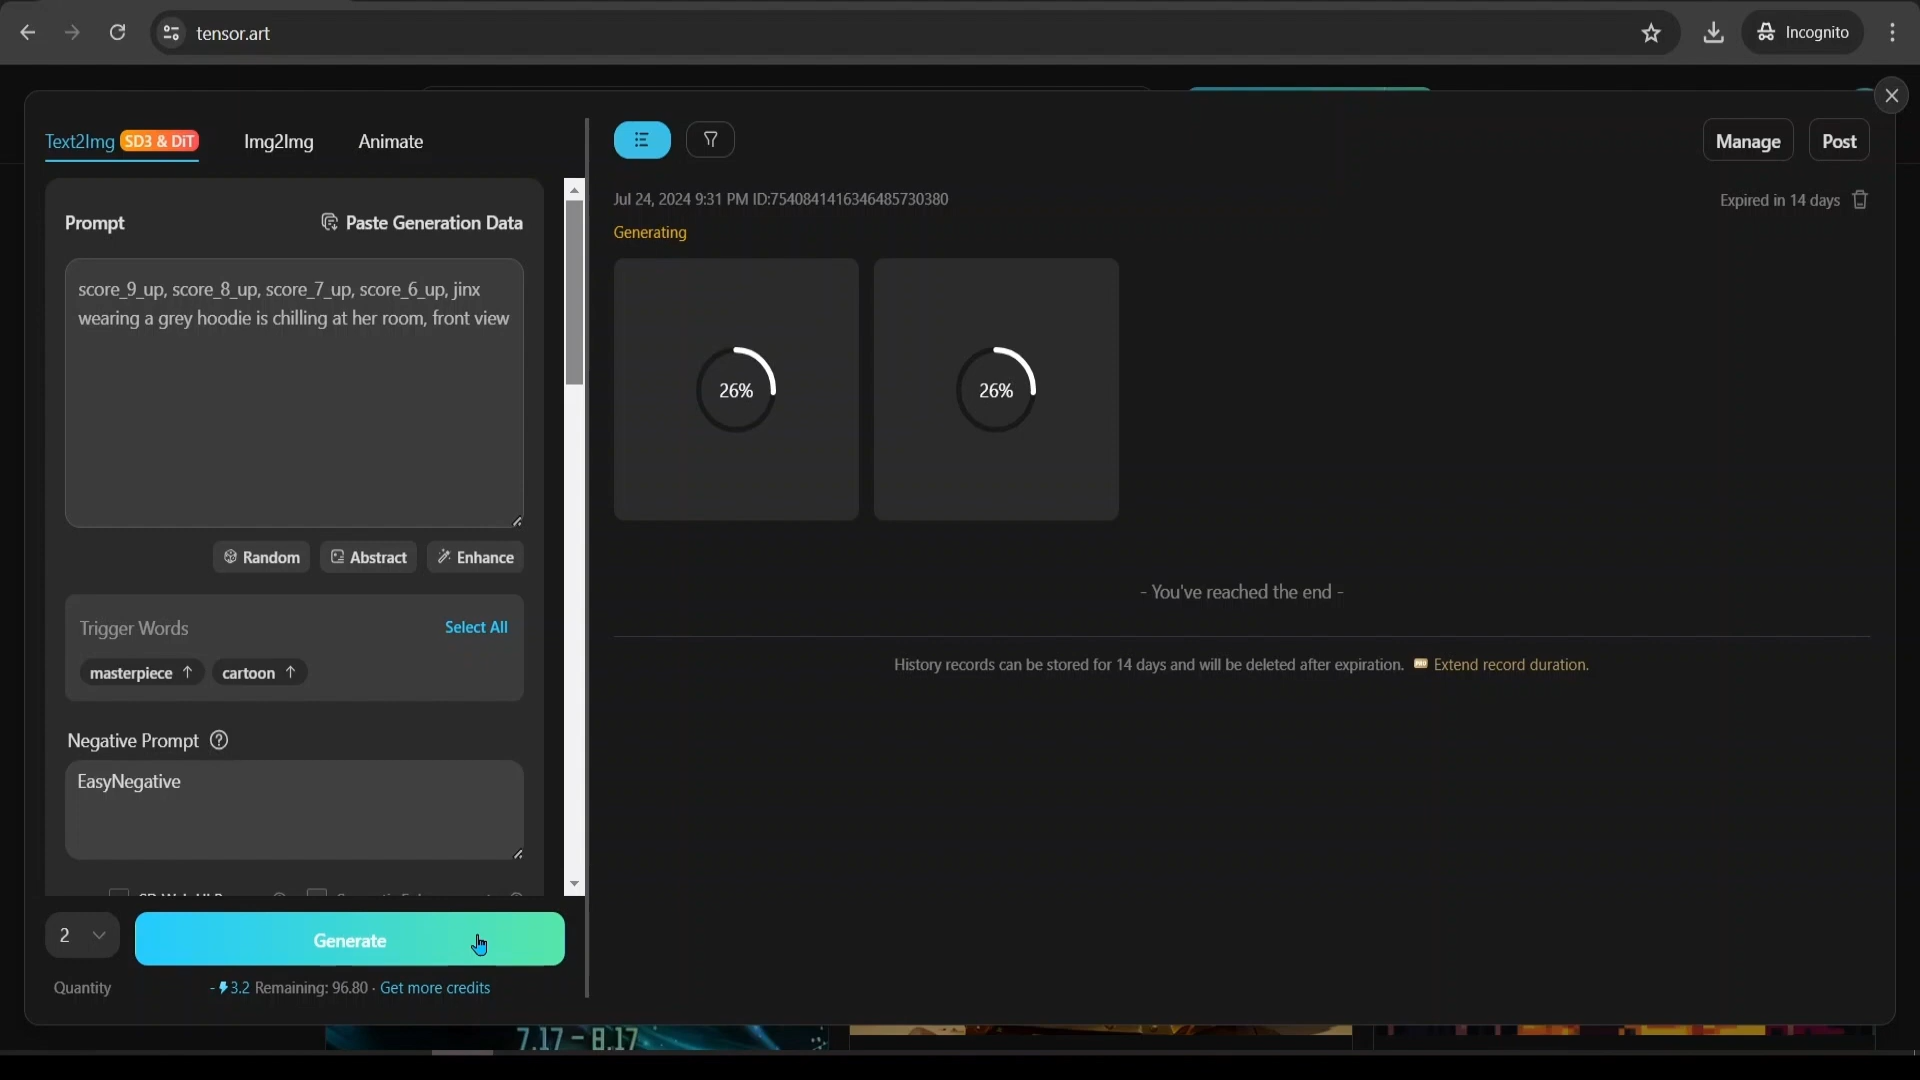 tensor.art
Incognito
Text2Img SD3 & DiT
Img2Img
Animate
Manage
Post
Prompt
Paste Generation Data
score_9_up, score_8_up, score_7_up, score_6_up, jinx
wearing a grey hoodie is chilling at her room, front view
Random
Abstract
Enhance
Trigger Words
Select All
masterpiece
cartoon
Negative Prompt
EasyNegative
2
Generate
Quantity
- 3.2 Remaining: 96.80 · Get more credits
Jul 24, 2024 9:31 PM ID:754084141634648573038​0
Expired in 14 days
Generating
26%
26%
- You've reached the end -
History records can be stored for 14 days and will be deleted after expiration. PRO Extend record duration.
7.17 – 8.17